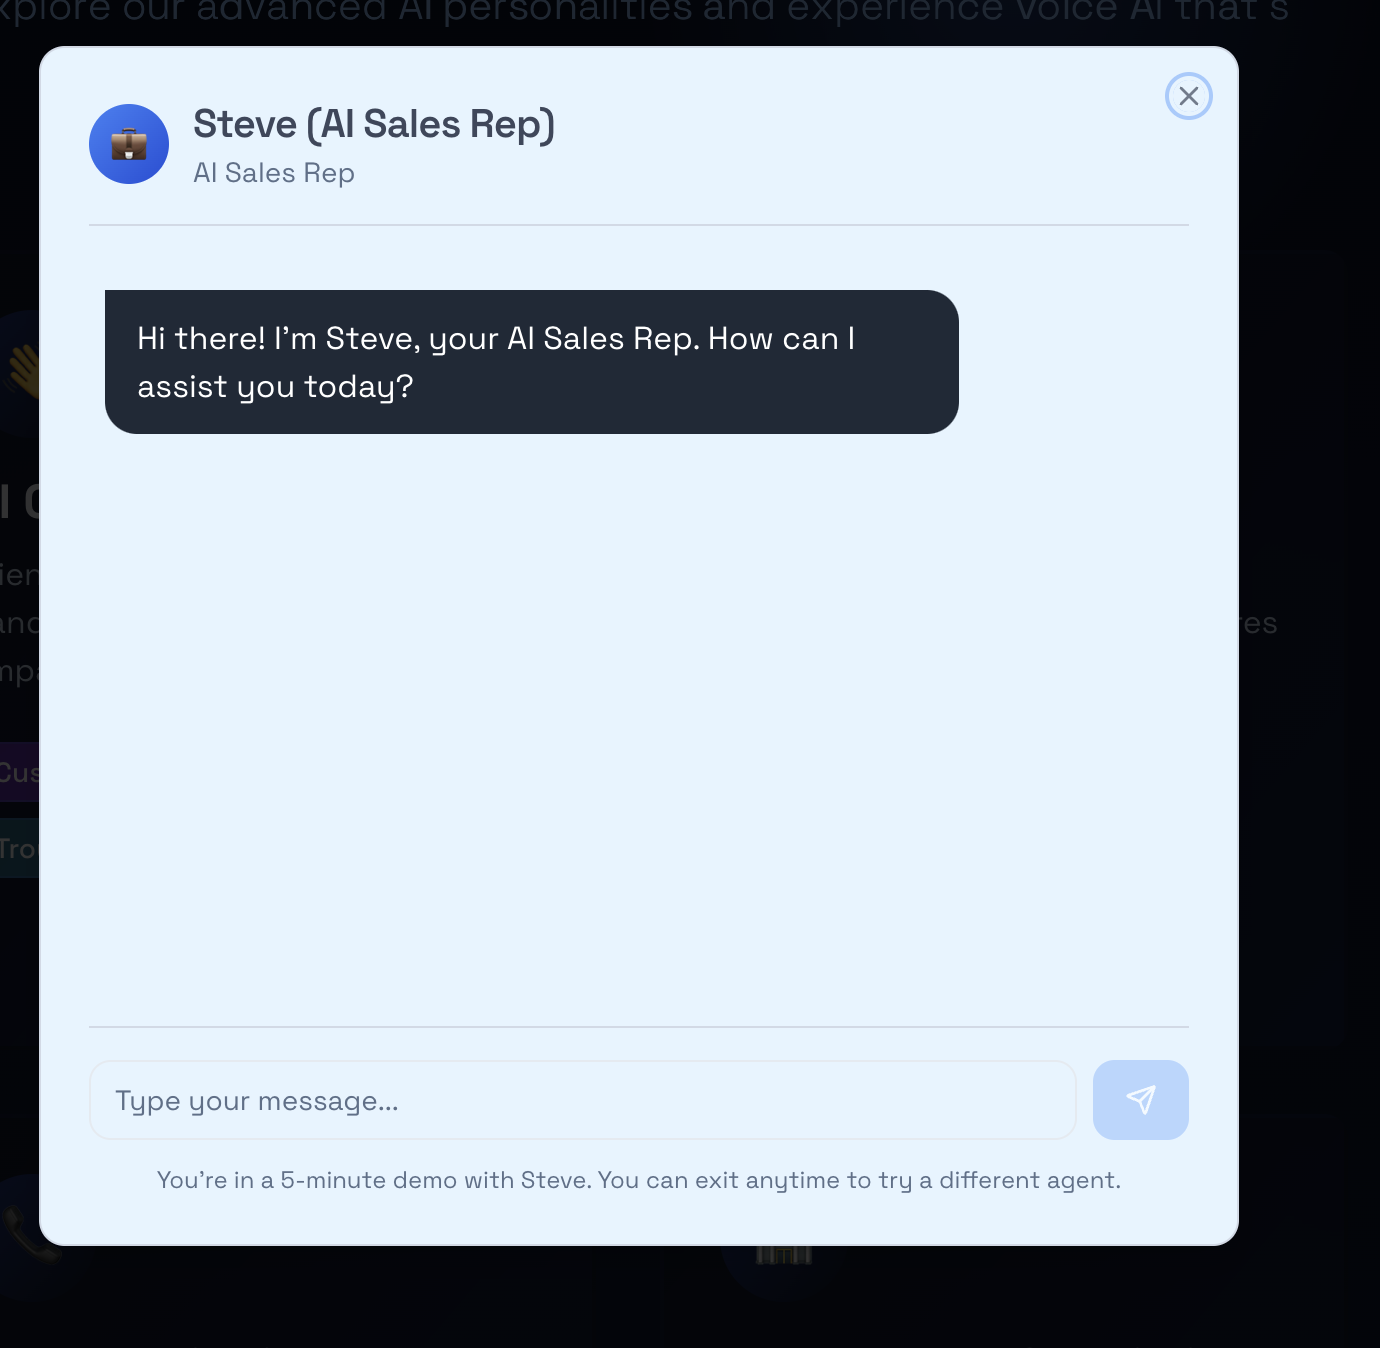 explore our advanced AI personalities and experience voice AI that's
Steve (AI Sales Rep)
AI Sales Rep
Hi there! I'm Steve, your AI Sales Rep. How can I
assist you today?
Type your message...
You're in a 5-minute demo with Steve. You can exit anytime to try a different agent.